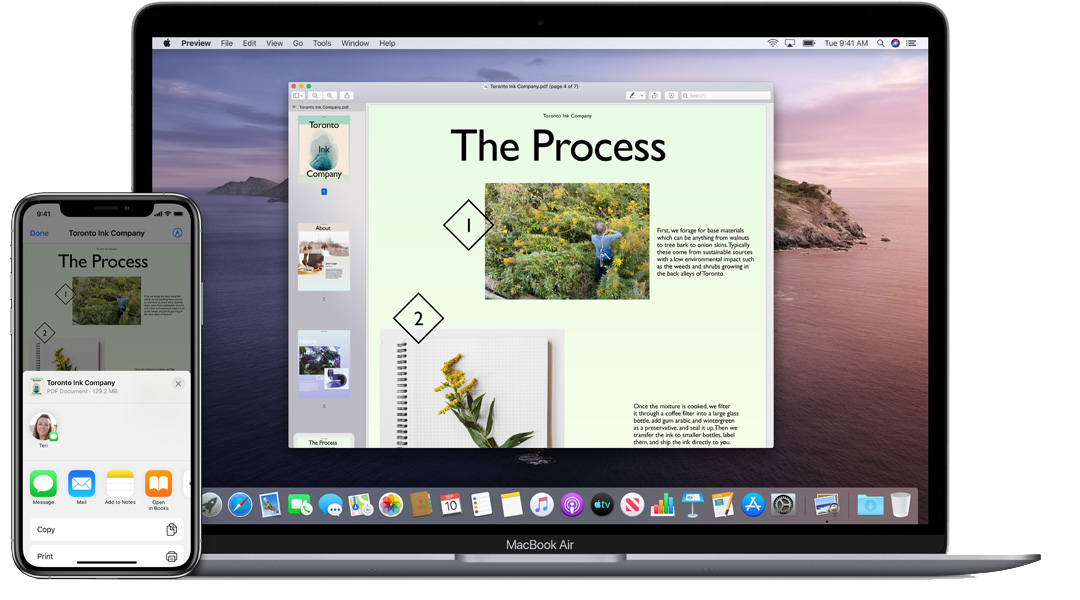 Preview File Edit View Go Tools Window Help
Tue 9:41 AM
Toronto Ink Company.pdf (page 4 of 7)
Search
Toronto Ink Company.pdf
Toronto
Ink
Company
1
About
The Process
Toronto Ink Company
The Process
1
First, we forage for base materials
which can be anything from walnuts
to tree bark to onion skins. Typically
these come from sustainable sources
with a low environmental impact such
as the weeds and shrubs growing in
the back alleys of Toronto.
2
Once the mixture is cooked, we filter
it through a coffee filter into a large glass
bottle, add gum arabic and wintergreen
as a preservative, and seal it up. Then we
transfer the ink to smaller bottles, label
them, and ship the ink directly to you.
10
tv
MacBook Air
9:41
Done
Toronto Ink Company
The Process
1
2
Toronto Ink Company
PDF Document · 129.2 MB
Teri
Message
Mail
Add to Notes
Open
in Books
Copy
Print